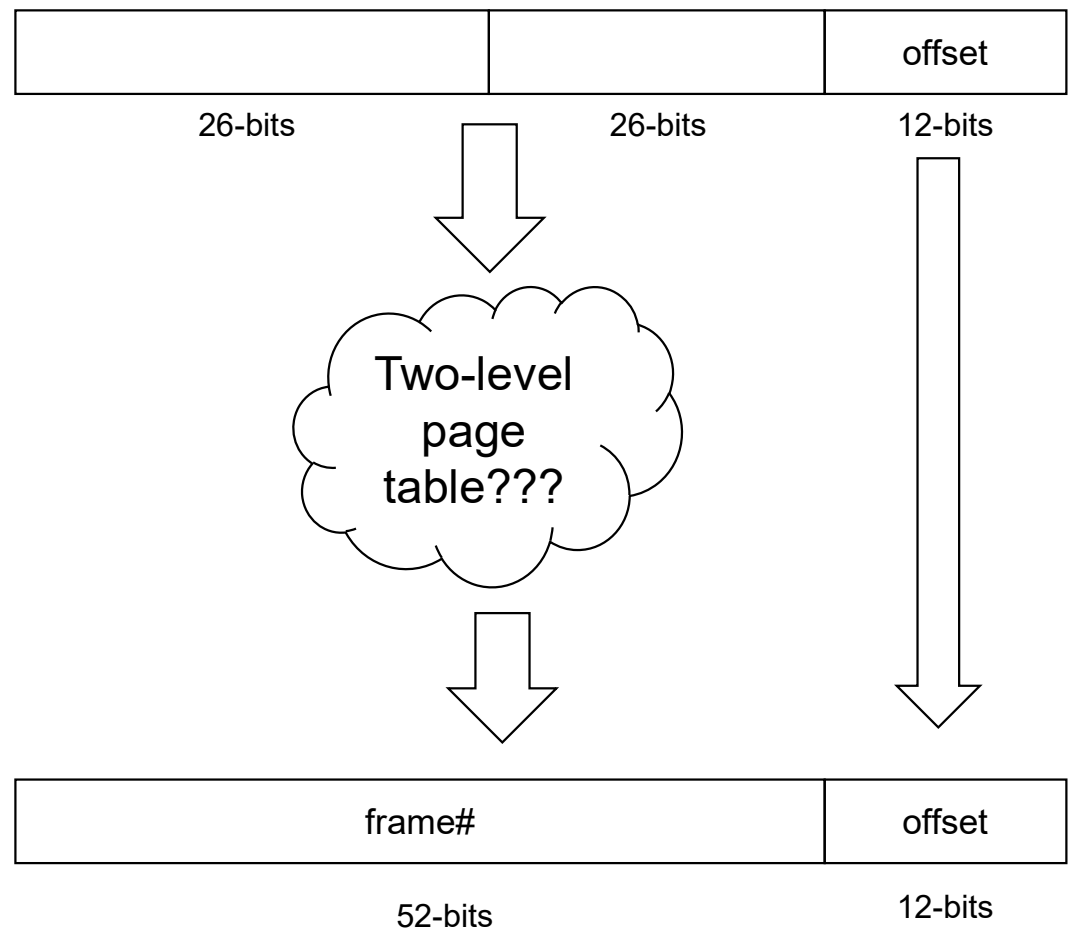 offset
26-bits
26-bits
12-bits
Two-level
page
table???
frame#
offset
52-bits
12-bits